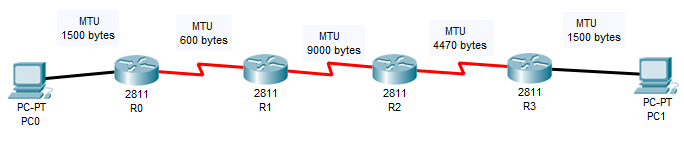 MTU
1500 bytes
MTU
600 bytes
MTU
9000 bytes
MTU
4470 bytes
MTU
1500 bytes
PC-PT
PC0
2811
R0
2811
R1
2811
R2
2811
R3
PC-PT
PC1